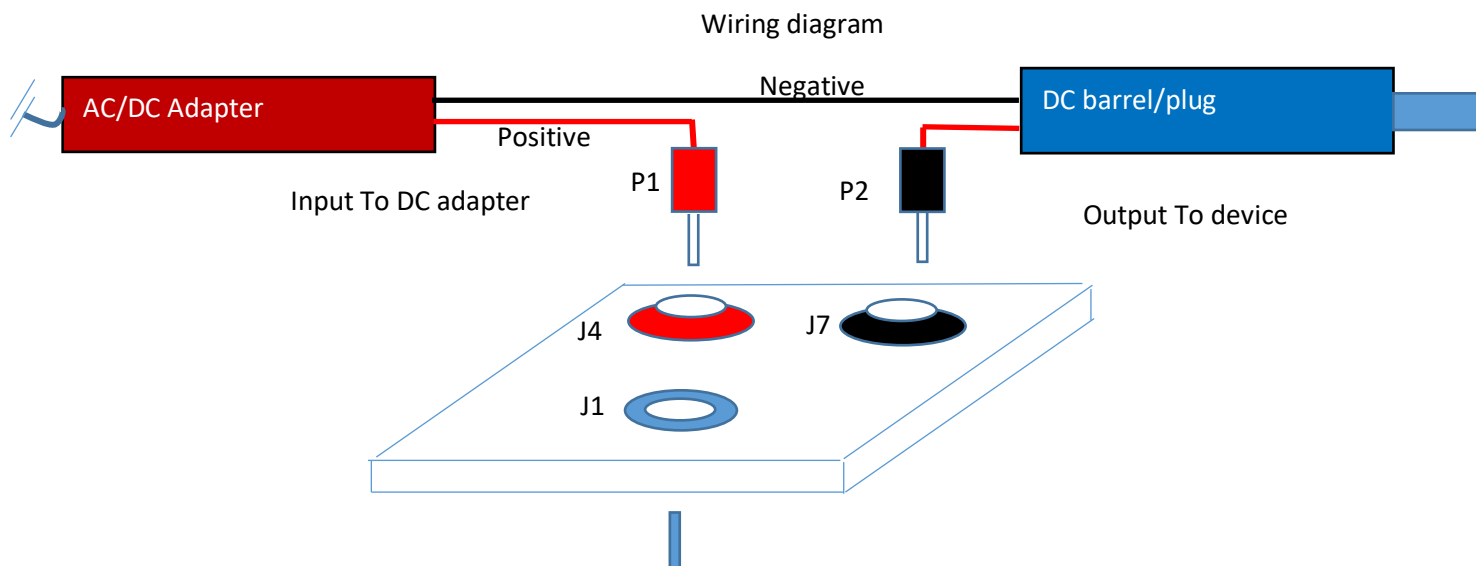 Wiring diagram
Negative
AC/DC Adapter
DC barrel/plug
Positive
P1
P2
Input To DC adapter
Output To device
J4
J7
J1